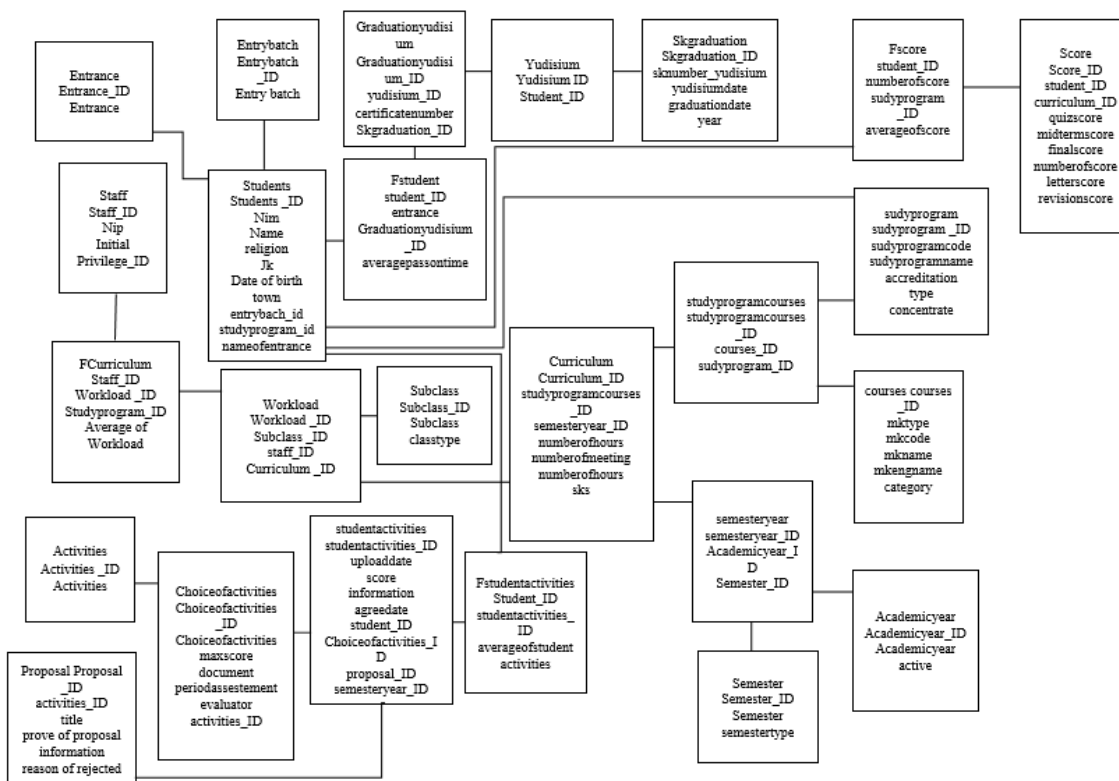 Entrance
Entrance_ID
Entrance
Entrybatch
Entrybatch
_ID
Entry batch
Graduationyudisi
um
Graduationyudisi
um_ID
yudisium_ID
certificatenumber
Skgraduation_ID
Yudisium
Yudisium ID
Student_ID
Skgraduation
Skgraduation_ID
sknumber_yudisium
yudisiumdate
graduationdate
year
Fscore
student_ID
numberofscore
sudyprogram
_ID
averageofscore
Score
Score_ID
student_ID
curriculum_ID
quizscore
midtermscore
finalscore
numberofscore
letterscore
revisionscore
Staff
Staff_ID
Nip
Initial
Privilege_ID
Students
Students _ID
Nim
Name
religion
Jk
Date of birth
town
entrybach_id
studyprogram_id
nameofentrance
Fstudent
student_ID
entrance
Graduationyudisium
_ID
averagepassontime
sudyprogram
sudyprogram _ID
sudyprogramcode
sudyprogramname
accreditation
type
concentrate
studyprogramcourses
studyprogramcourses
_ID
courses_ID
sudyprogram_ID
FCurriculum
Staff_ID
Workload _ID
Studyprogram_ID
Average of
Workload
Workload
Workload _ID
Subclass _ID
staff_ID
Curriculum _ID
Subclass
Subclass_ID
Subclass
classtype
Curriculum
Curriculum_ID
studyprogramcourses
_ID
semesteryear_ID
numberofhours
numberofmeeting
numberofhours
sks
courses courses
_ID
mktype
mkcode
mkname
mkengname
category
Activities
Activities _ID
Activities
Choiceofactivities
Choiceofactivities
_ID
Choiceofactivities
maxscore
document
periodassestement
evaluator
activities_ID
studentactivities
studentactivities_ID
uploaddate
score
information
agreedate
student_ID
Choiceofactivities_I
D
proposal_ID
semesteryear_ID
Fstudentactivities
Student_ID
studentactivities_
ID
averageofstudent
activities
semesteryear
semesteryear_ID
Academicyear_I
D
Semester_ID
Academicyear
Academicyear_ID
Academicyear
active
Proposal Proposal
_ID
activities_ID
title
prove of proposal
information
reason of rejected
Semester
Semester_ID
Semester
semestertype